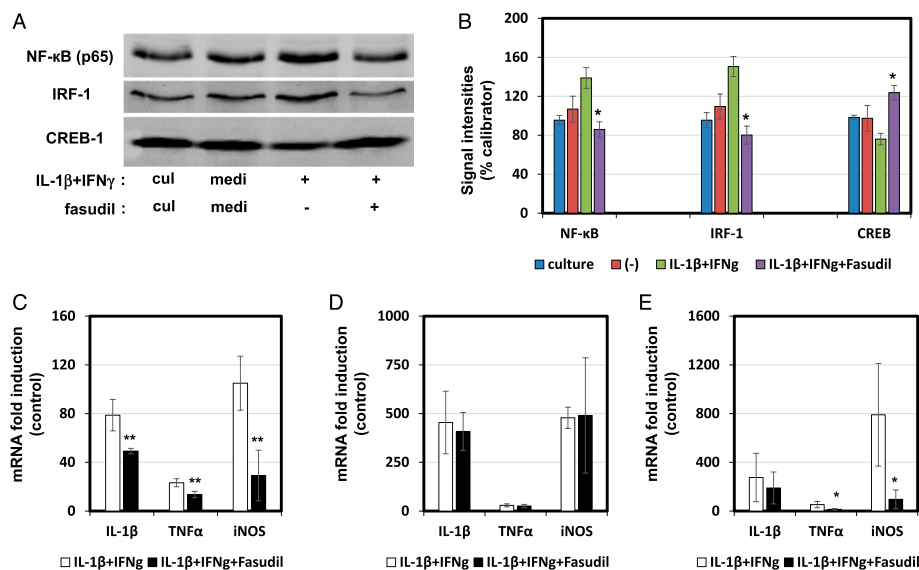 A
NF-κB (p65)
IRF-1
CREB-1
IL-1β+IFNγ : cul medi + +
fasudil : cul medi - +
B
Signal intensities
(% calibrator)
200
160
120
80
40
0
*
*
*
NF-κB IRF-1 CREB
culture (-) IL-1β+IFNg IL-1β+IFNg+Fasudil
C
mRNA fold induction
(control)
160
120
80
40
0
**
**
**
IL-1β TNFα iNOS
IL-1β+IFNg IL-1β+IFNg+Fasudil
D
mRNA fold induction
(control)
1000
750
500
250
0
IL-1β TNFα iNOS
IL-1β+IFNg IL-1β+IFNg+Fasudil
E
mRNA fold induction
(control)
1600
1200
800
400
0
*
*
IL-1β TNFα iNOS
IL-1β+IFNg IL-1β+IFNg+Fasudil